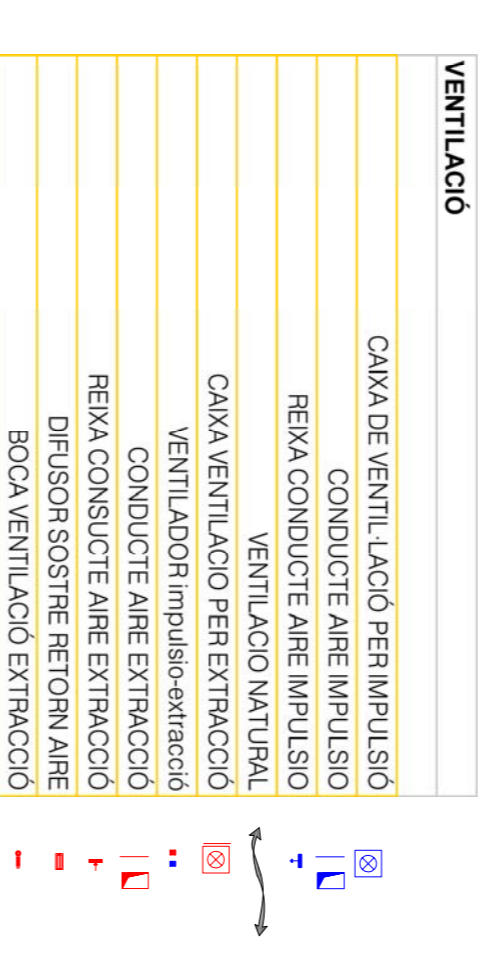 VENTILACIÓ
CAIXA DE VENTIL·LACIÓ PER IMPULSIÓ
CONDUCTE AIRE IMPULSIO
REIXA CONDUCTE AIRE IMPULSIO
VENTILACIO NATURAL
CAIXA VENTILACIO PER EXTRACCIÓ
VENTILADOR impulsio-extracció
CONDUCTE AIRE EXTRACCIÓ
REIXA CONSUCTE AIRE EXTRACCIÓ
DIFUSOR SOSTRE RETORN AIRE
BOCA VENTILACIÓ EXTRACCIÓ